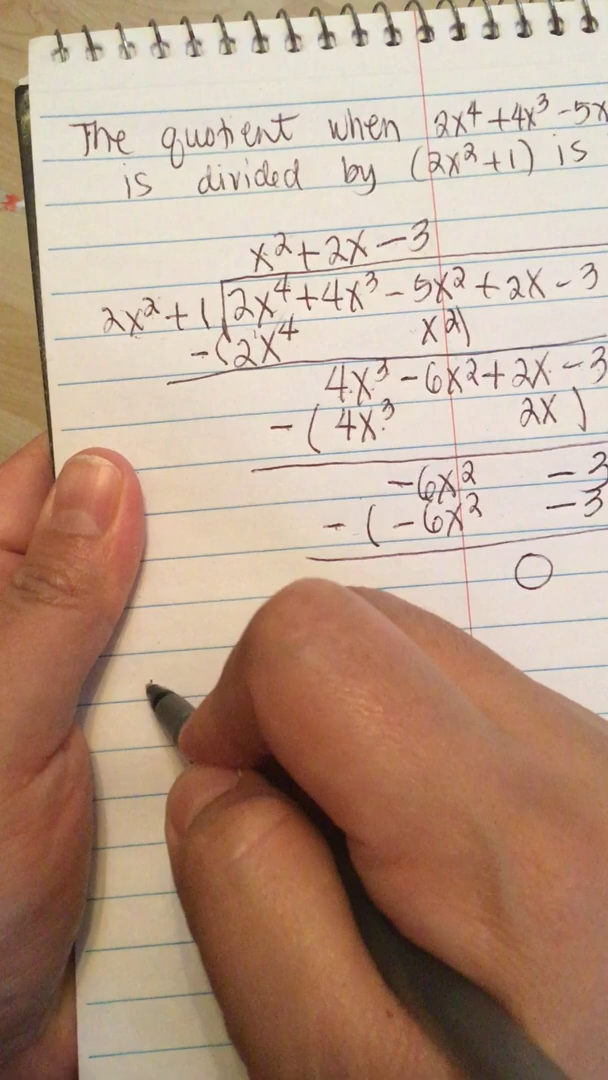 The quotient when 2x⁴ + 4x³ - 5x
is divided by (2x² + 1) is
x² + 2x - 3
2x² + 1 2x⁴ + 4x³ - 5x² + 2x - 3
-(2x⁴ x²)
4x³ - 6x² + 2x - 3
-(4x³ 2x)
-6x² - 3
-(-6x² - 3
0